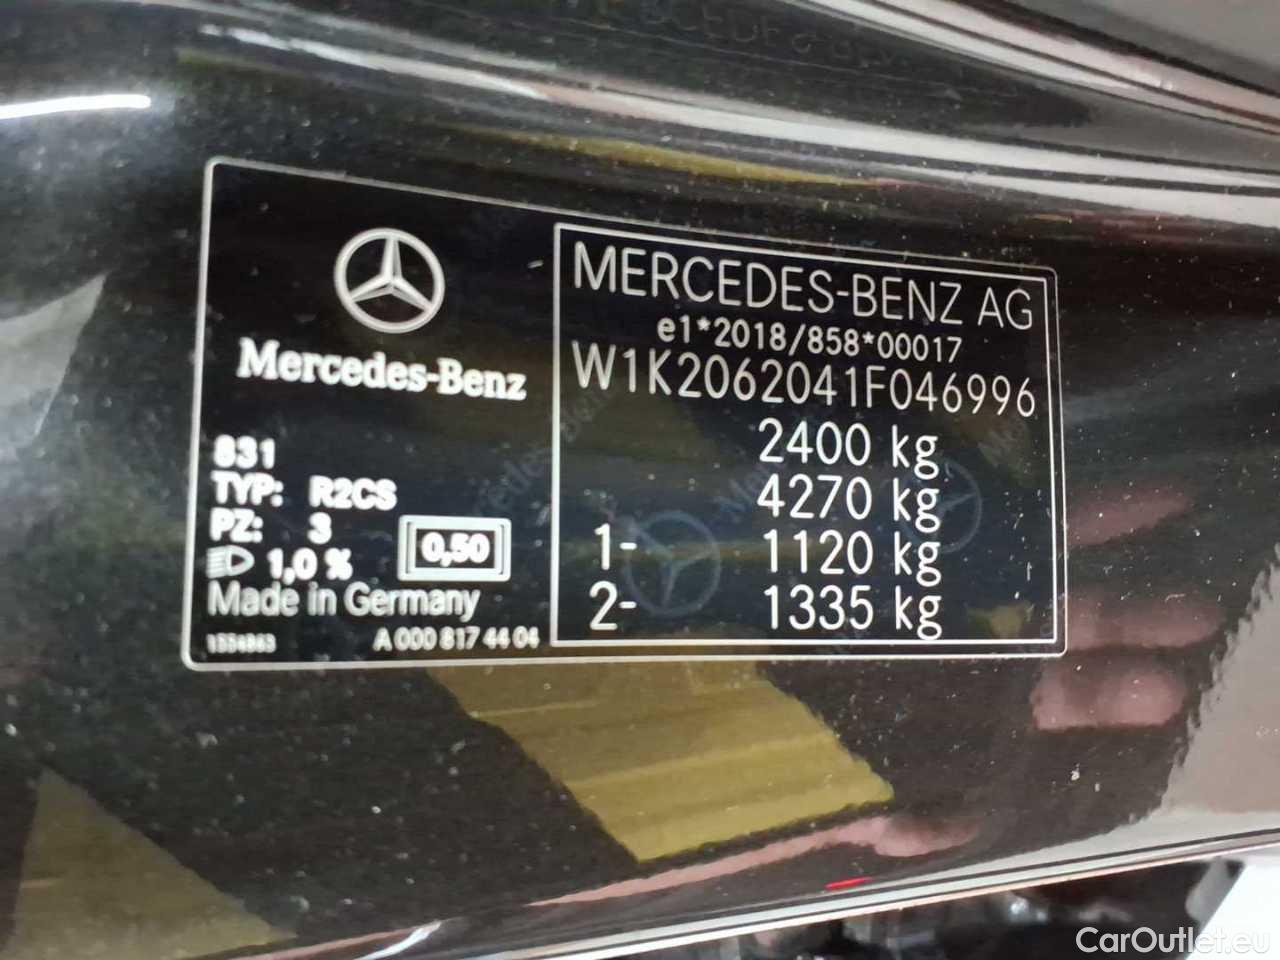 Mercedes-Benz
831
TYP: R2CS
PZ: 3
1,0 %
0,50
Made in Germany
A 000 817 44 04
MERCEDES-BENZ AG
e1*2018/858*00017
W1K2062041F046996
2400 kg
4270 kg
1- 1120 kg
2- 1335 kg
CarOutlet.eu